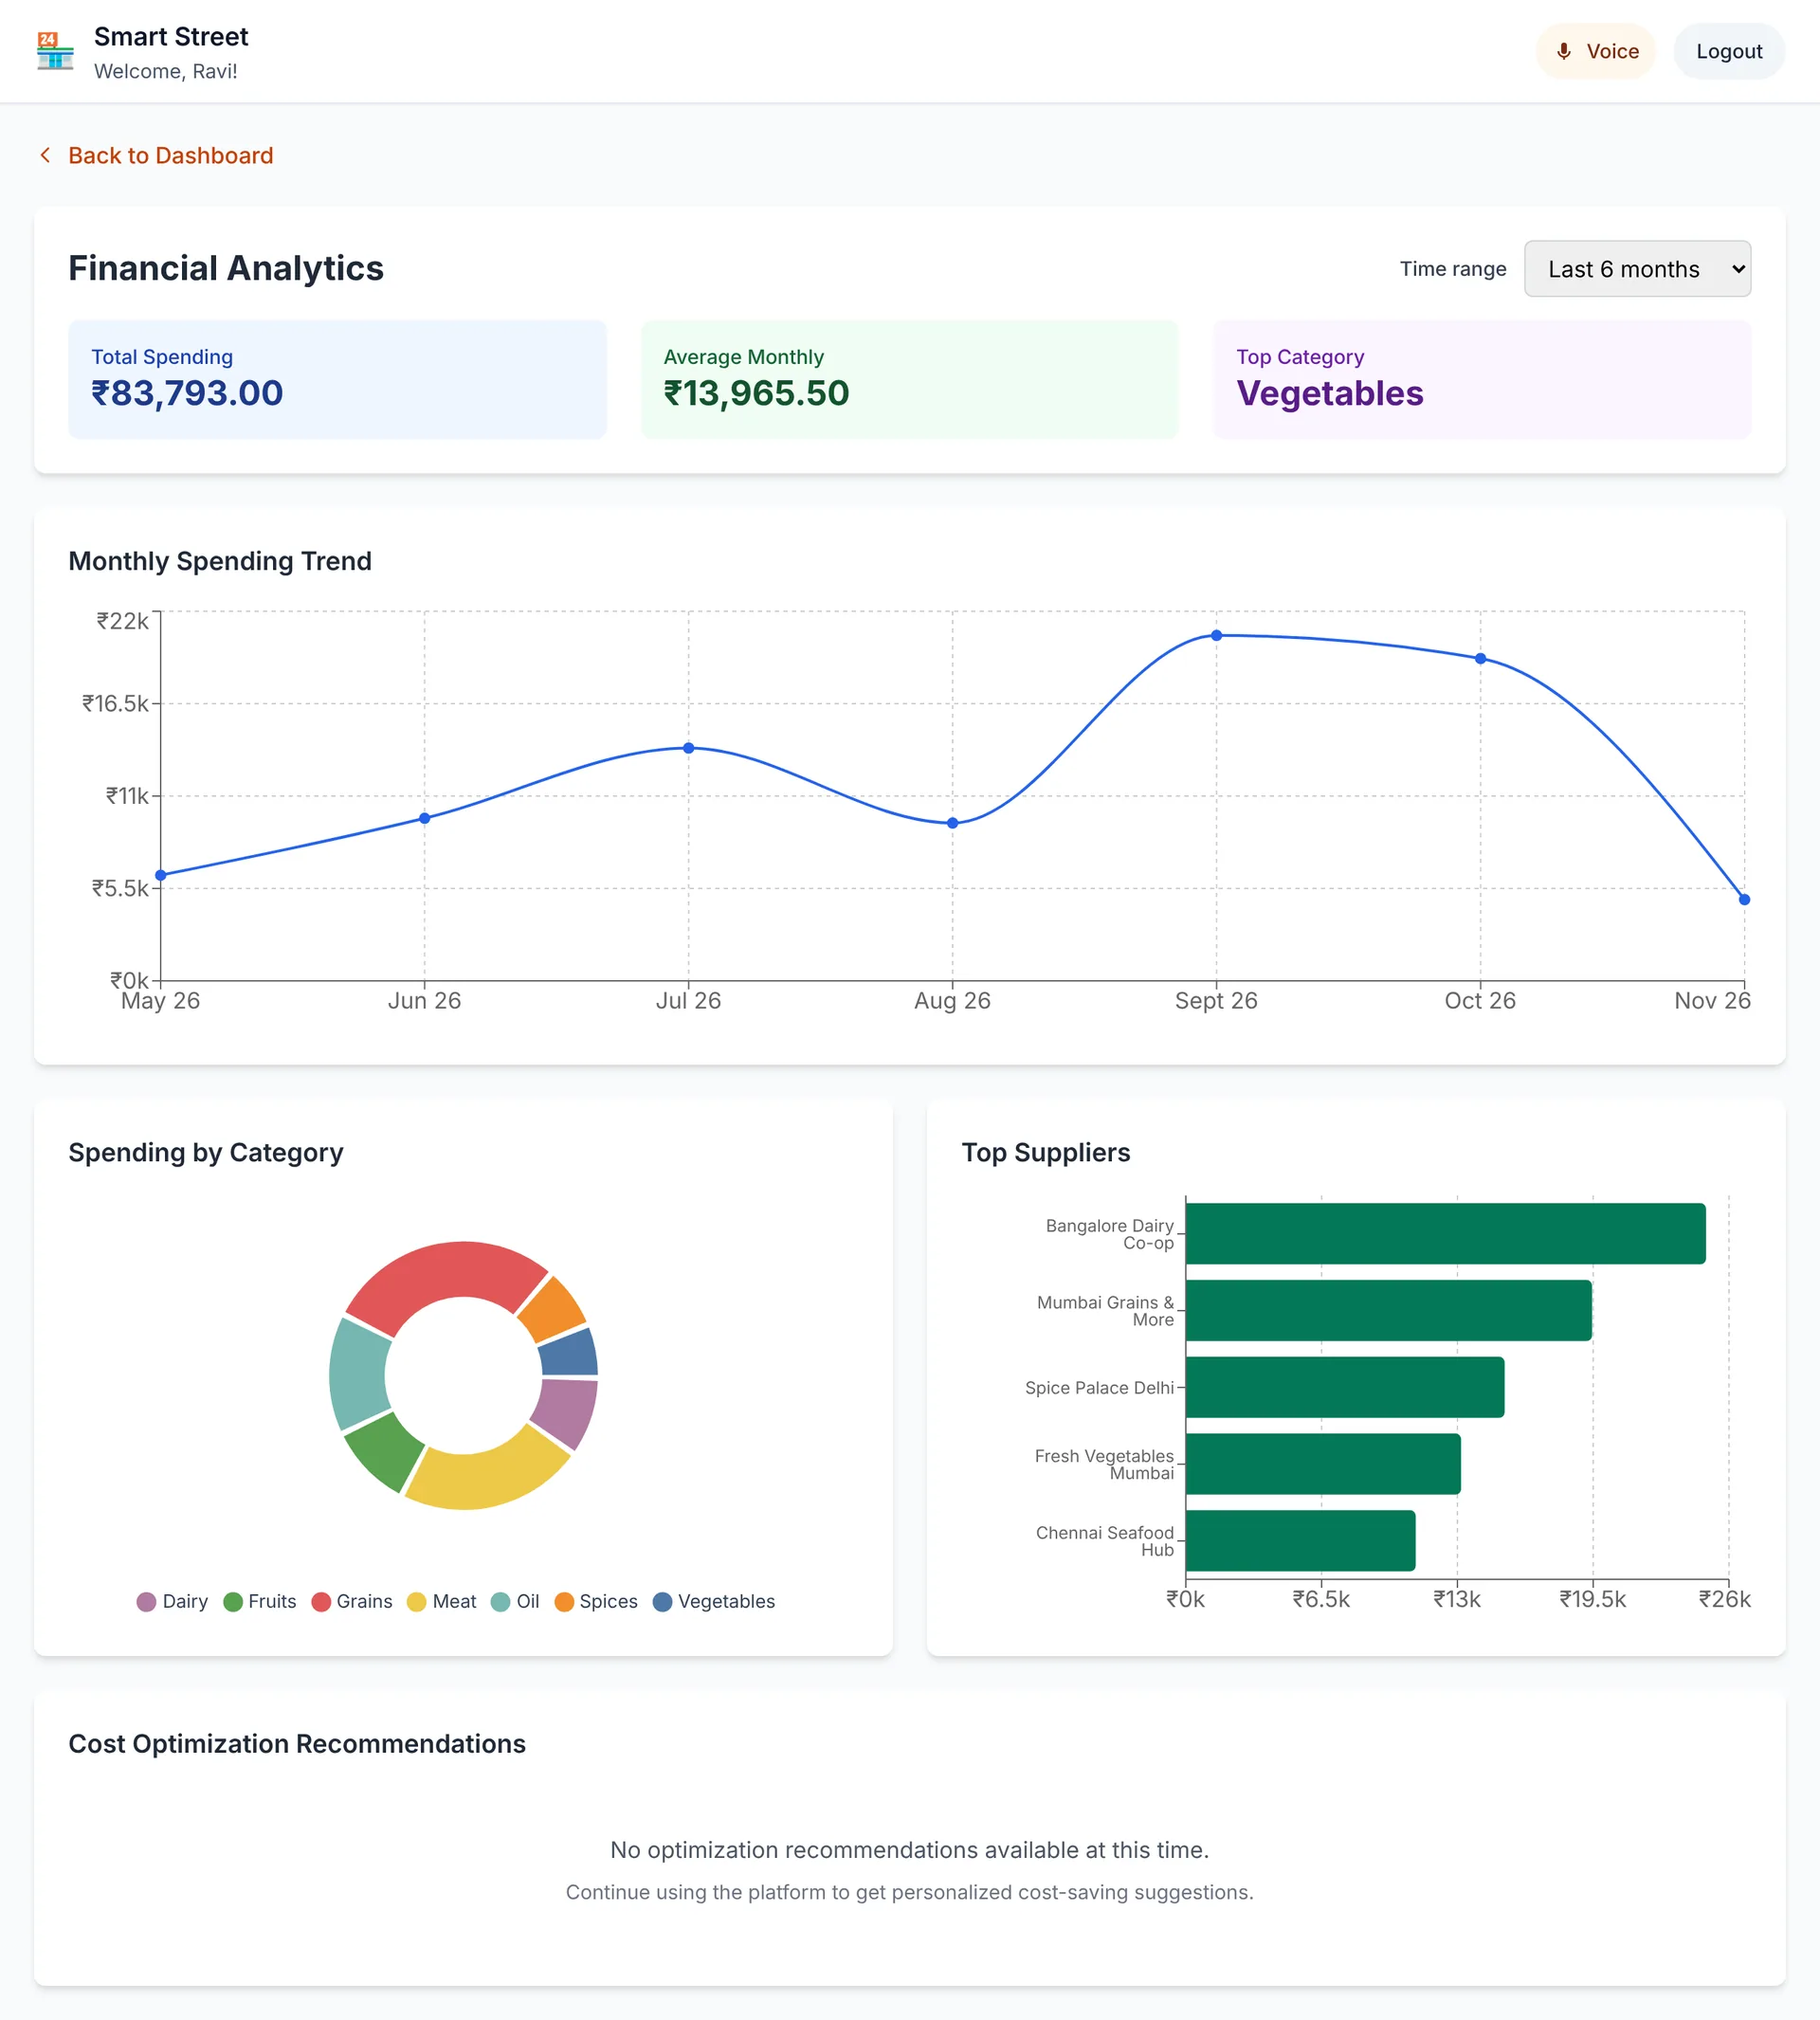 24
Smart Street
Welcome, Ravi!
Voice
Logout
Back to Dashboard
Financial Analytics
Time range
Last 6 months
Total Spending
₹83,793.00
Average Monthly
₹13,965.50
Top Category
Vegetables
Monthly Spending Trend
₹22k
₹16.5k
₹11k
₹5.5k
₹0k
May 26
Jun 26
Jul 26
Aug 26
Sept 26
Oct 26
Nov 26
Spending by Category
Dairy
Fruits
Grains
Meat
Oil
Spices
Vegetables
Top Suppliers
Bangalore Dairy
Co-op
Mumbai Grains &
More
Spice Palace Delhi
Fresh Vegetables
Mumbai
Chennai Seafood
Hub
₹0k
₹6.5k
₹13k
₹19.5k
₹26k
Cost Optimization Recommendations
No optimization recommendations available at this time.
Continue using the platform to get personalized cost-saving suggestions.